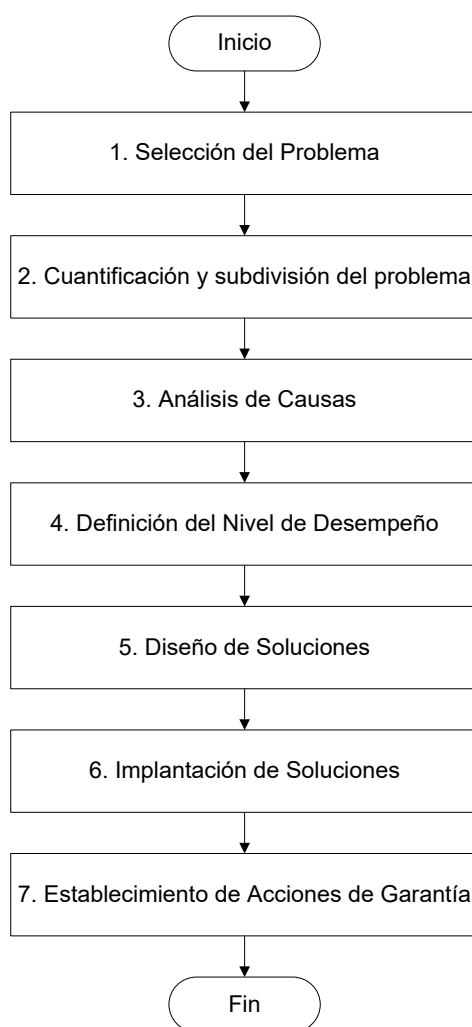 Inicio
1. Selección del Problema
2. Cuantificación y subdivisión del problema
3. Análisis de Causas
4. Definición del Nivel de Desempeño
5. Diseño de Soluciones
6. Implantación de Soluciones
7. Establecimiento de Acciones de Garantía
Fin